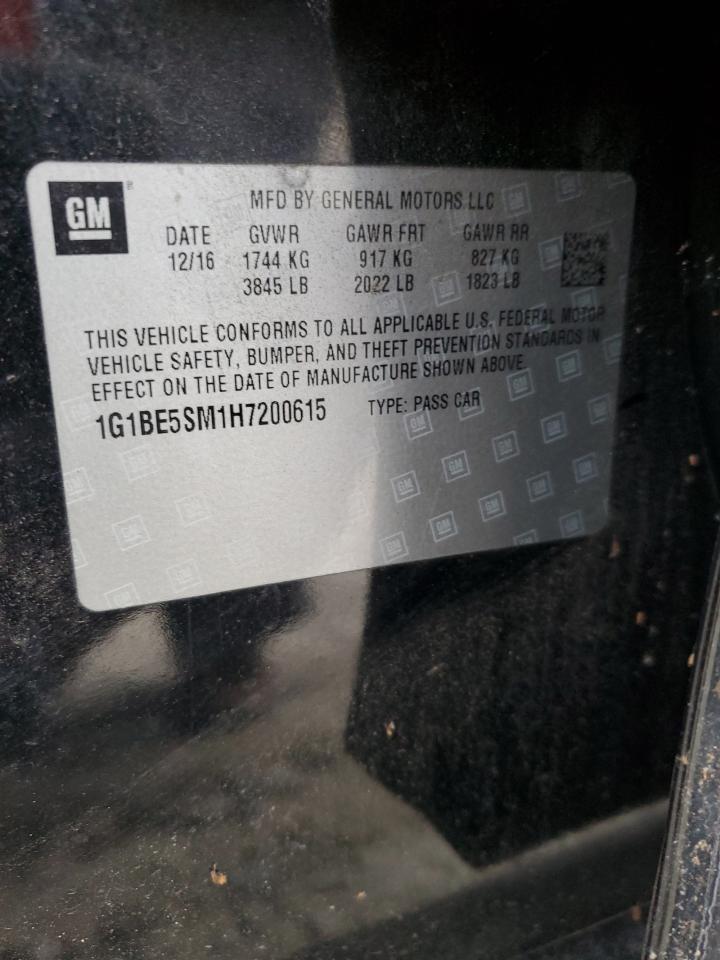 GM
MFD BY GENERAL MOTORS LLC
DATE GVWR GAWR FRT GAWR RR
12/16 1744 KG 917 KG 827 KG
3845 LB 2022 LB 1823 LB
THIS VEHICLE CONFORMS TO ALL APPLICABLE U.S. FEDERAL MOTOR
VEHICLE SAFETY, BUMPER, AND THEFT PREVENTION STANDARDS IN
EFFECT ON THE DATE OF MANUFACTURE SHOWN ABOVE.
1G1BE5SM1H7200615 TYPE: PASS CAR